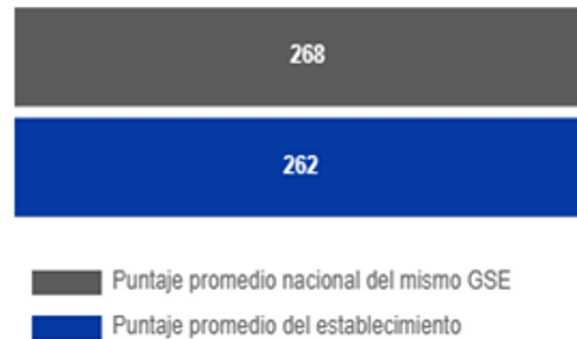 268
262
Puntaje promedio nacional del mismo GSE
Puntaje promedio del establecimiento